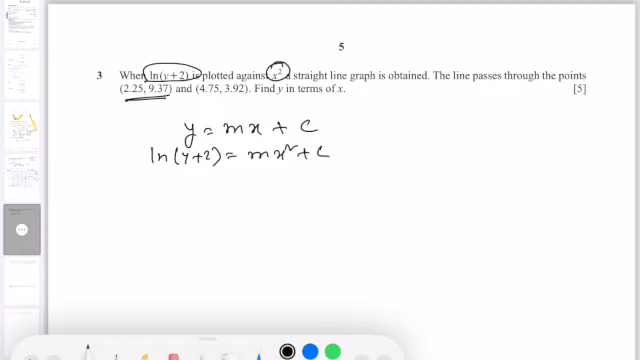 5
3 When ln(y + 2) is plotted against x² a straight line graph is obtained. The line passes through the points
(2.25, 9.37) and (4.75, 3.92). Find y in terms of x. [5]
y = mx + c
ln(y+2) = mx² + c